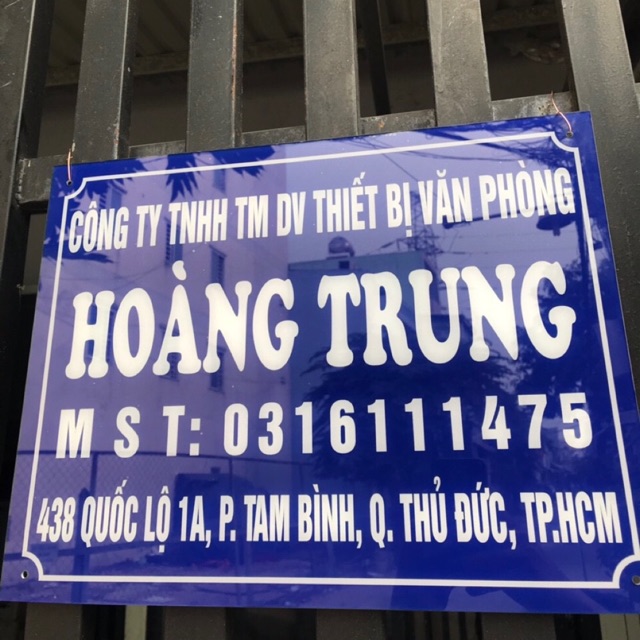 CÔNG TY TNHH TM DV THIẾT BỊ VĂN PHÒNG
HOÀNG TRUNG
MST: 0316111475
438 QUỐC LỘ 1A, P. TAM BÌNH, Q. THỦ ĐỨC, TP.HCM